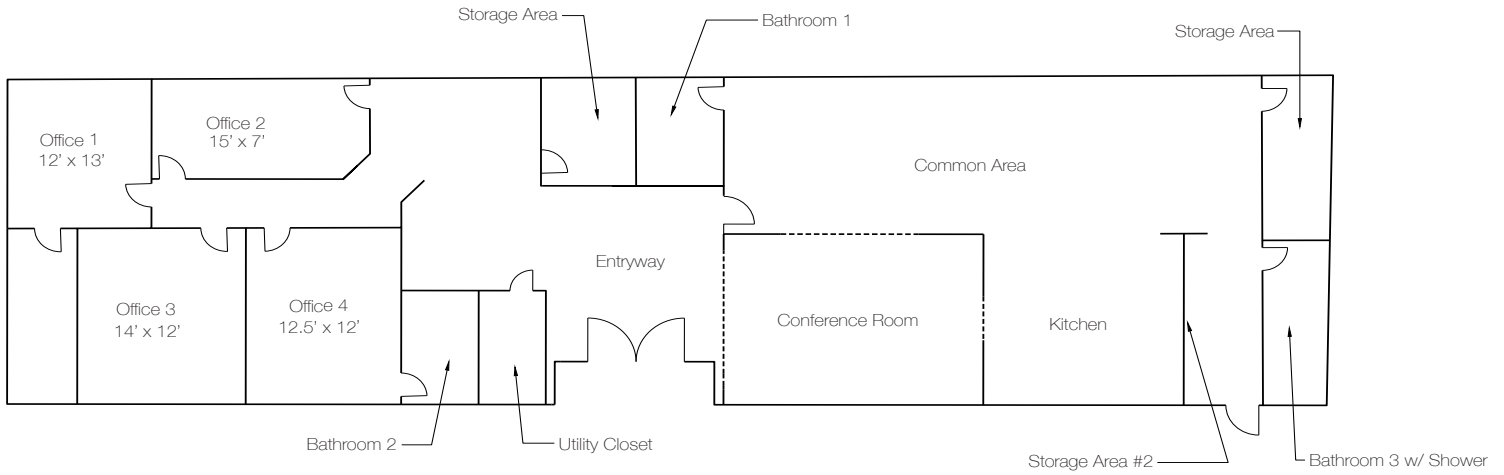 Storage Area
Bathroom 1
Storage Area
Office 1
12' x 13'
Office 2
15' x 7'
Common Area
Entryway
Office 3
14' x 12'
Office 4
12.5' x 12'
Conference Room
Kitchen
Bathroom 2
Utility Closet
Storage Area #2
Bathroom 3 w/ Shower